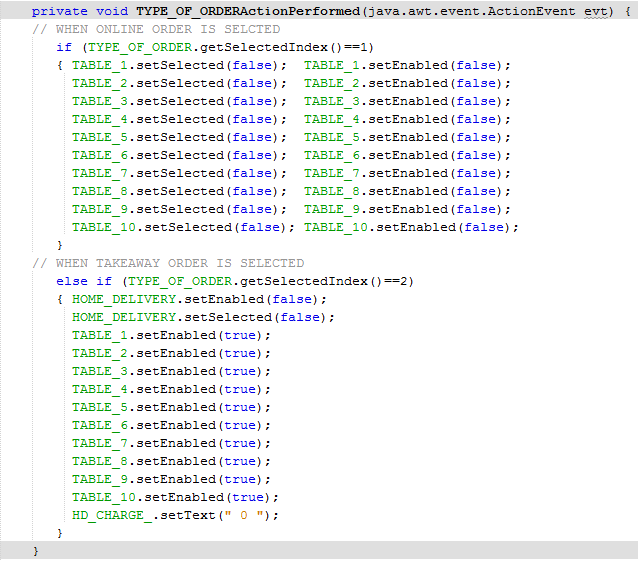 private void TYPE_OF_ORDERActionPerformed(java.awt.event.ActionEvent evt) {
// WHEN ONLINE ORDER IS SELCTED
if (TYPE_OF_ORDER.getSelectedIndex()==1)
{ TABLE_1.setSelected(false);  TABLE_1.setEnabled(false);
TABLE_2.setSelected(false);  TABLE_2.setEnabled(false);
TABLE_3.setSelected(false);  TABLE_3.setEnabled(false);
TABLE_4.setSelected(false);  TABLE_4.setEnabled(false);
TABLE_5.setSelected(false);  TABLE_5.setEnabled(false);
TABLE_6.setSelected(false);  TABLE_6.setEnabled(false);
TABLE_7.setSelected(false);  TABLE_7.setEnabled(false);
TABLE_8.setSelected(false);  TABLE_8.setEnabled(false);
TABLE_9.setSelected(false);  TABLE_9.setEnabled(false);
TABLE_10.setSelected(false); TABLE_10.setEnabled(false);
}
// WHEN TAKEAWAY ORDER IS SELECTED
else if (TYPE_OF_ORDER.getSelectedIndex()==2)
{ HOME_DELIVERY.setEnabled(false);
HOME_DELIVERY.setSelected(false);
TABLE_1.setEnabled(true);
TABLE_2.setEnabled(true);
TABLE_3.setEnabled(true);
TABLE_4.setEnabled(true);
TABLE_5.setEnabled(true);
TABLE_6.setEnabled(true);
TABLE_7.setEnabled(true);
TABLE_8.setEnabled(true);
TABLE_9.setEnabled(true);
TABLE_10.setEnabled(true);
HD_CHARGE_.setText(" 0 ");
}
}